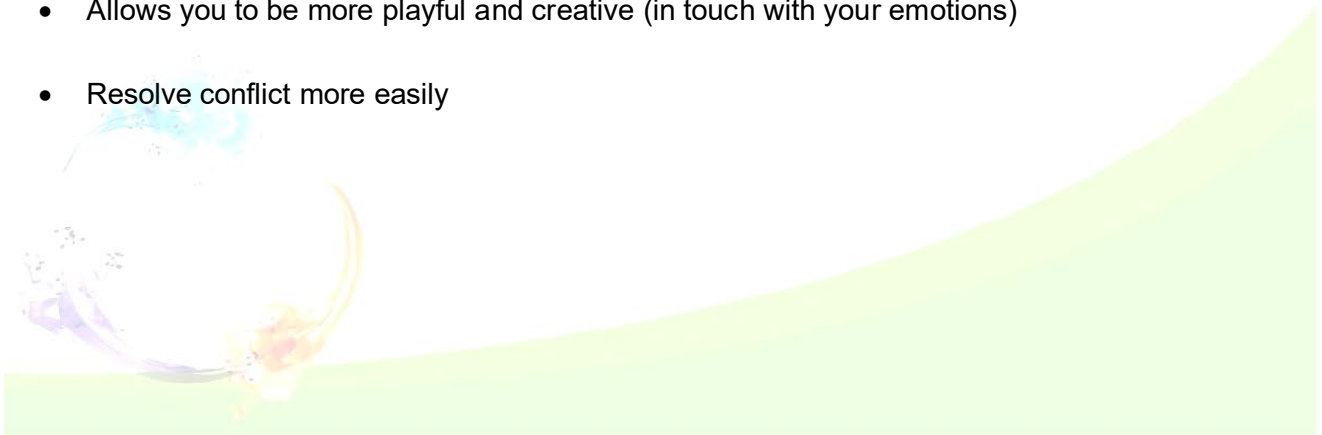 • Allows you to be more playful and creative (in touch with your emotions)
• Resolve conflict more easily